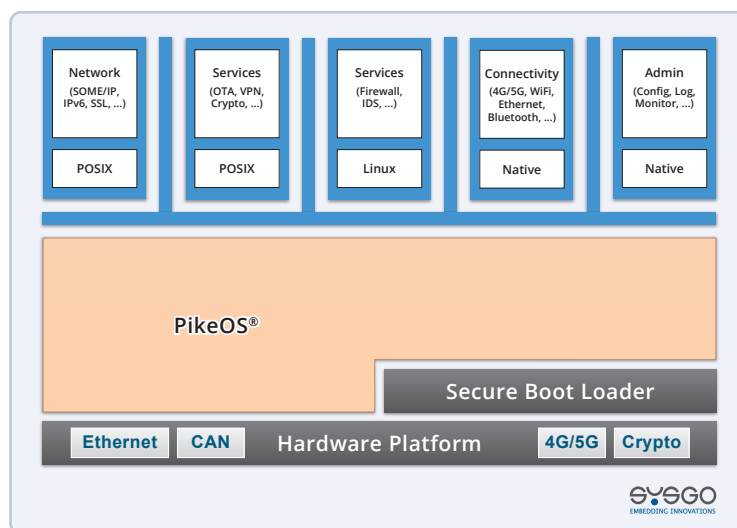 Network
(SOME/IP,
IPv6, SSL, ...)
POSIX
Services
(OTA, VPN,
Crypto, ...)
POSIX
Services
(Firewall,
IDS, ...)
Linux
Connectivity
(4G/5G, WiFi,
Ethernet,
Bluetooth, ...)
Native
Admin
(Config, Log,
Monitor, ...)
Native
PikeOS®
Secure Boot Loader
Ethernet
CAN
Hardware Platform
4G/5G
Crypto
SYSGO
EMBEDDING INNOVATIONS